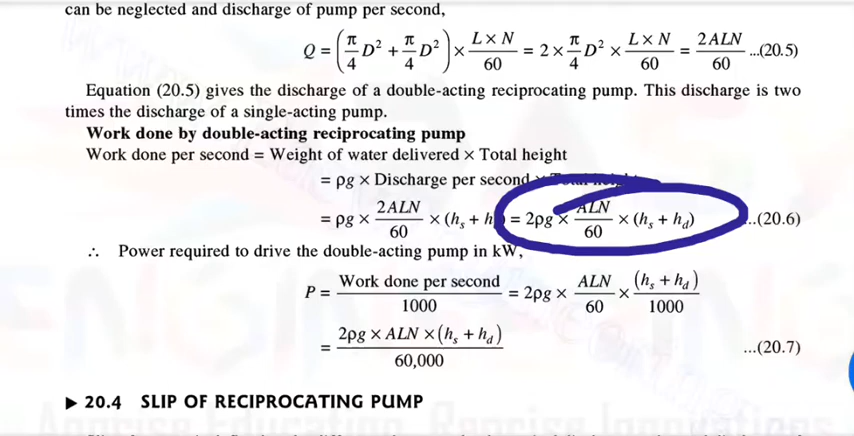 can be neglected and discharge of pump per second,
Q = (π/4 D² + π/4 D²) × L × N/60 = 2 × π/4 D² × L × N/60 = 2ALN/60 ...(20.5)
Equation (20.5) gives the discharge of a double-acting reciprocating pump. This discharge is two
times the discharge of a single-acting pump.
Work done by double-acting reciprocating pump
Work done per second = Weight of water delivered × Total height
= ρg × Discharge per second × Total height
= ρg × 2ALN/60 × (hₛ + h = 2ρg × ALN/60 × (hₛ + h_d) ...(20.6)
∴ Power required to drive the double-acting pump in kW,
P = Work done per second/1000 = 2ρg × ALN/60 × (hₛ + h_d)/1000
= 2ρg × ALN × (hₛ + h_d)/60,000 ...(20.7)
▶ 20.4 SLIP OF RECIPROCATING PUMP